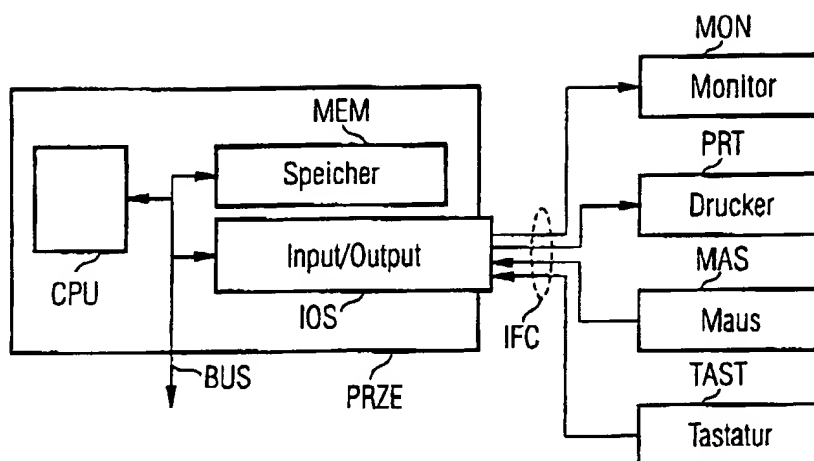 MON
Monitor
MEM
Speicher
PRT
Drucker
Input/Output
CPU
IOS
IFC
MAS
Maus
BUS
PRZE
TAST
Tastatur